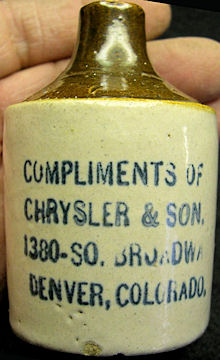 COMPLIMENTS OF
CHRYSLER & SON.
1380-SO. BROADWA
DENVER, COLORADO.